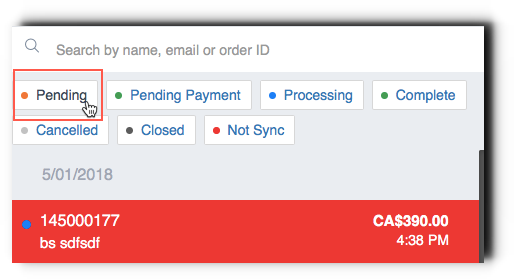 Search by name, email or order ID
Pending Pending Payment Processing Complete
Cancelled Closed Not Sync
5/01/2018
145000177 CA$390.00
bs sdfsdf 4:38 PM